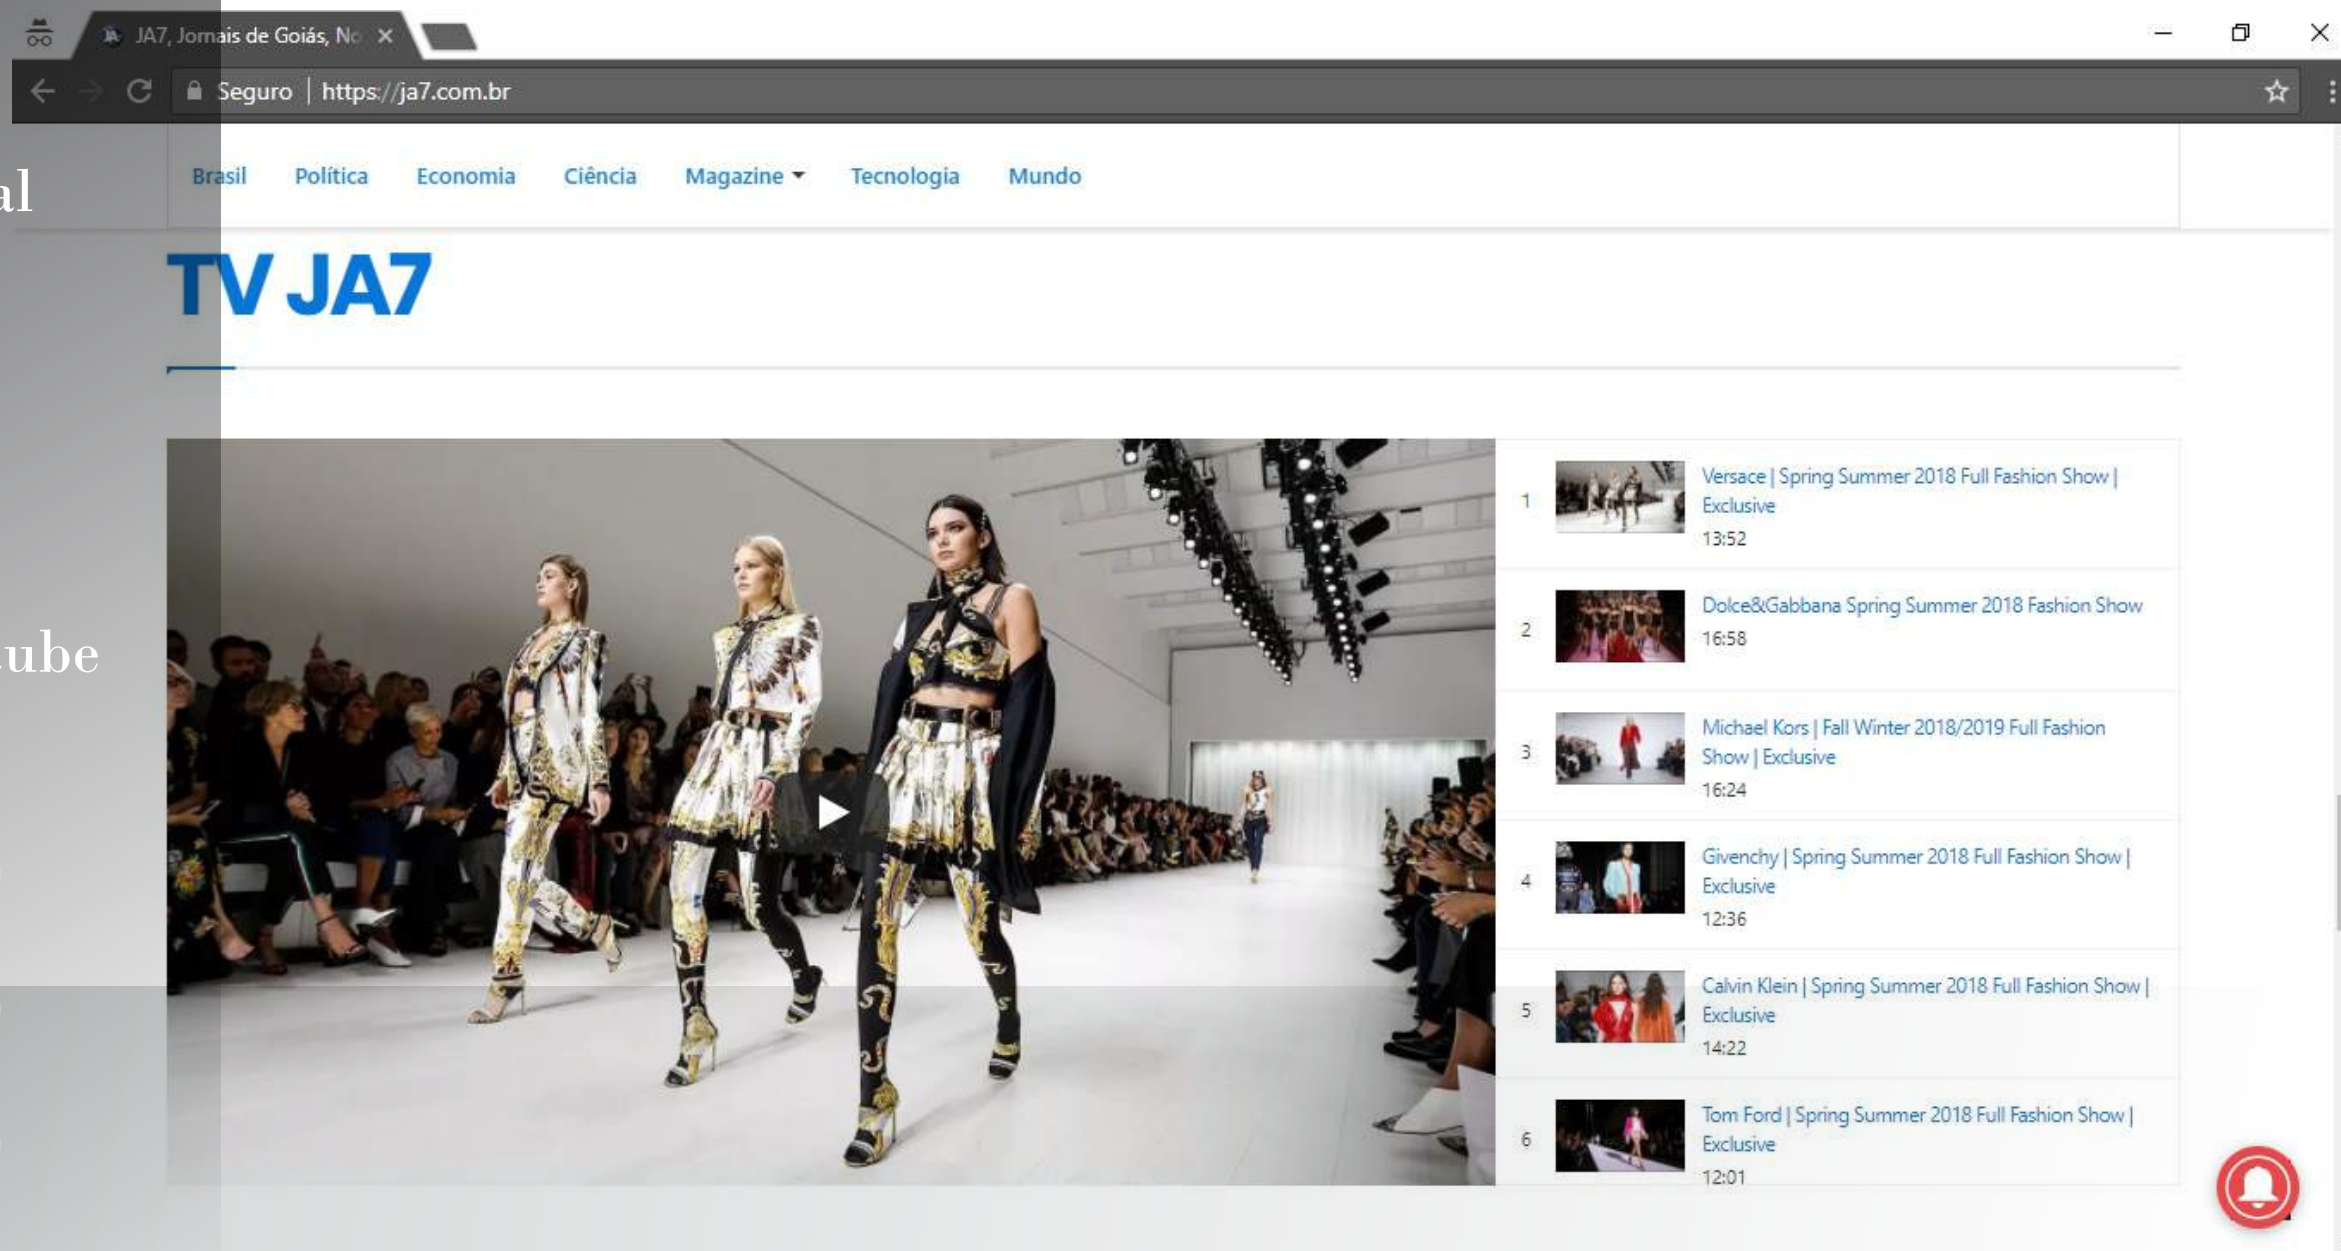 JA7, Jornais de Goiás, No
Seguro | https://ja7.com.br
Brasil Política Economia Ciência Magazine Tecnologia Mundo
al
TV JA7
ube
1
Versace | Spring Summer 2018 Full Fashion Show |
Exclusive
13:52
2
Dolce&Gabbana Spring Summer 2018 Fashion Show
16:58
3
Michael Kors | Fall Winter 2018/2019 Full Fashion
Show | Exclusive
16:24
4
Givenchy | Spring Summer 2018 Full Fashion Show |
Exclusive
12:36
5
Calvin Klein | Spring Summer 2018 Full Fashion Show |
Exclusive
14:22
6
Tom Ford | Spring Summer 2018 Full Fashion Show |
Exclusive
12:01